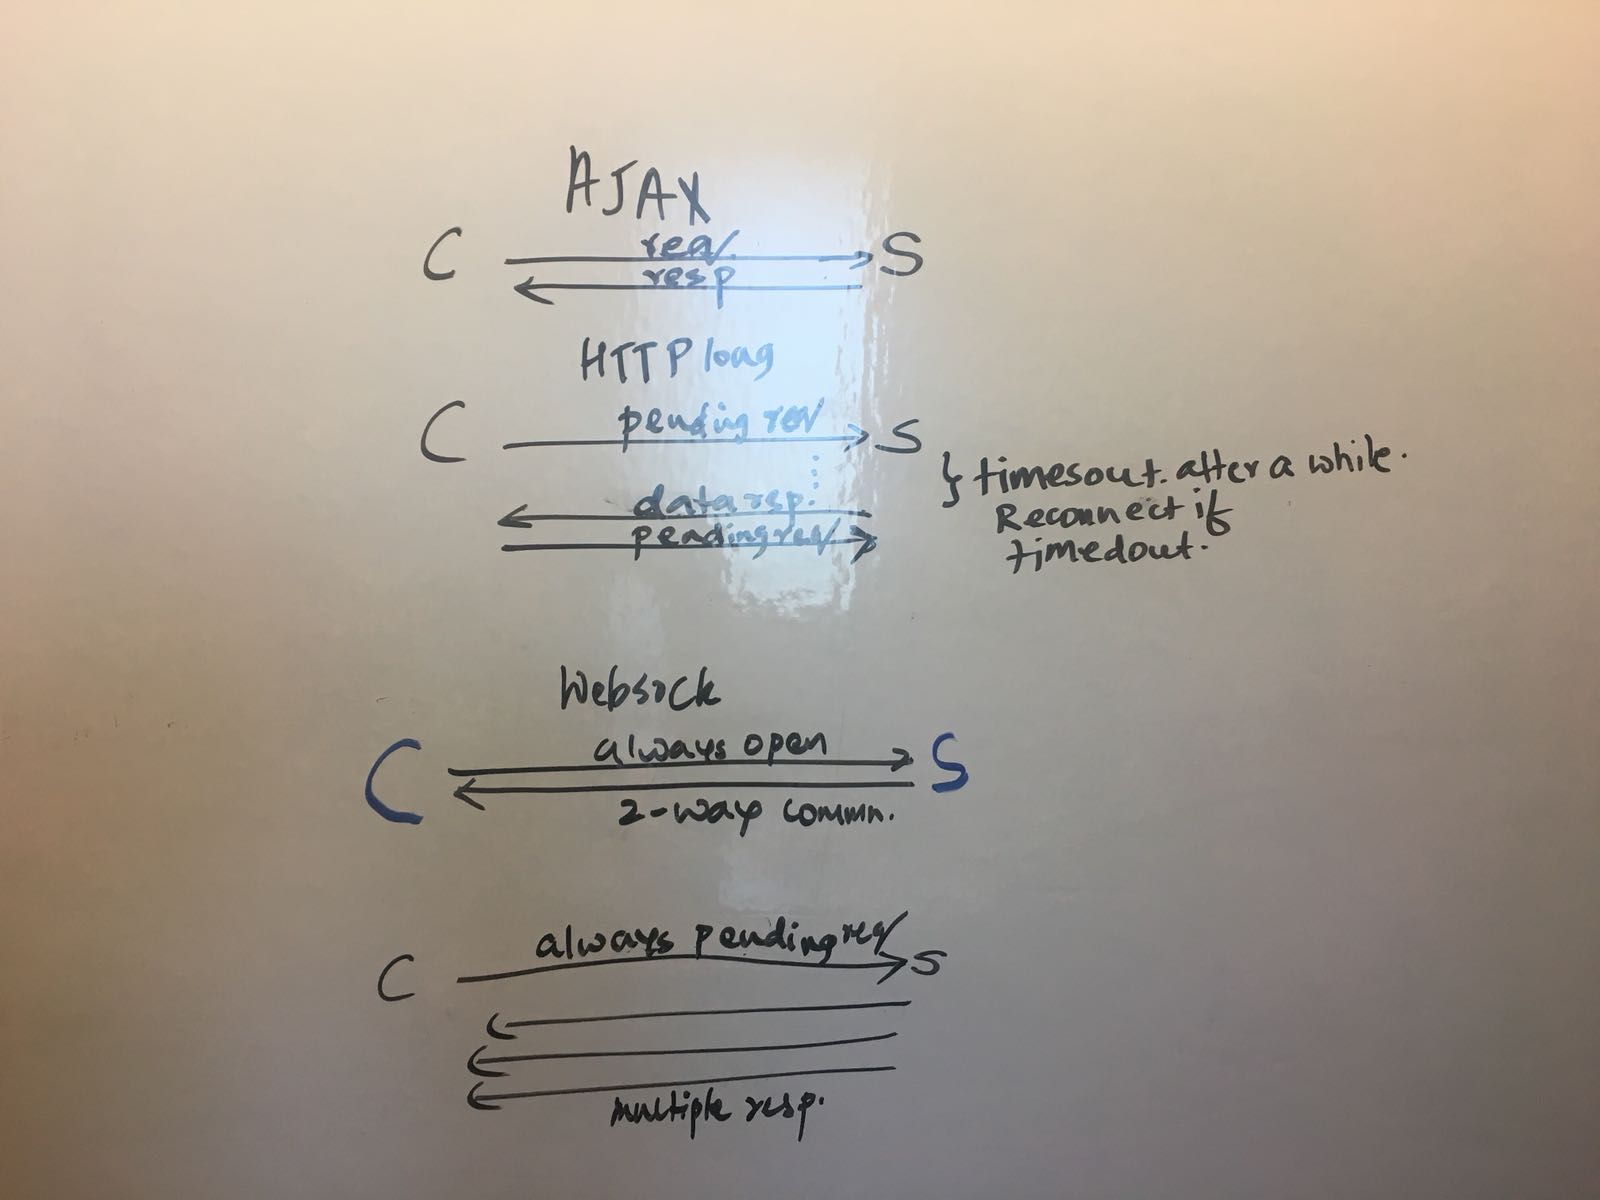 AJAX
C req. S
resp
HTTP long
C pending req S
data rsp.
pending req
} timesout. after a while.
Reconnect if
timedout.
Websock
C always open S
2-way commn.
C always pending req S
multiple resp.